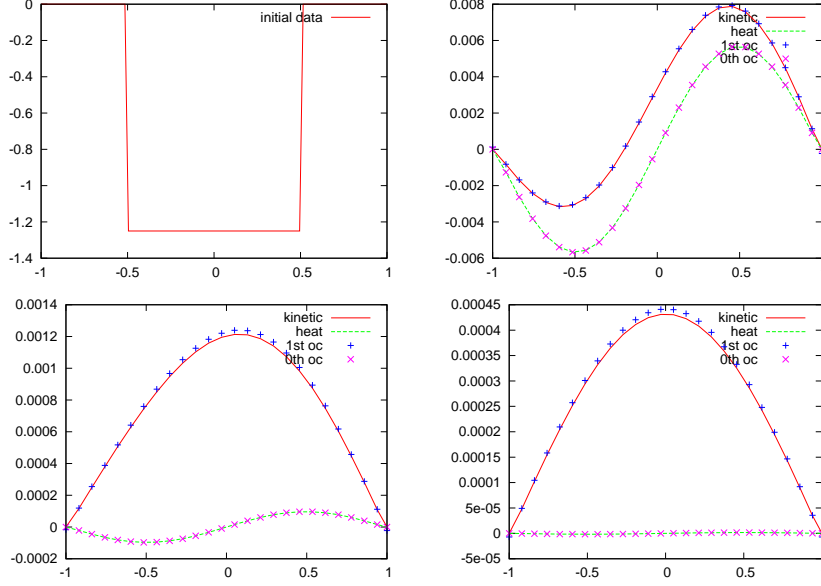 0
-0.2
-0.4
-0.6
-0.8
-1
-1.2
-1.4
-1 -0.5 0 0.5 1
initial data
0.008
0.006
0.004
0.002
0
-0.002
-0.004
-0.006
-1 -0.5 0 0.5 1
kinetic
heat
1st oc
0th oc
0.0014
0.0012
0.001
0.0008
0.0006
0.0004
0.0002
0
-0.0002
-1 -0.5 0 0.5 1
kinetic
heat
1st oc
0th oc
0.00045
0.0004
0.00035
0.0003
0.00025
0.0002
0.00015
0.0001
5e-05
0
-5e-05
-1 -0.5 0 0.5 1
kinetic
heat
1st oc
0th oc